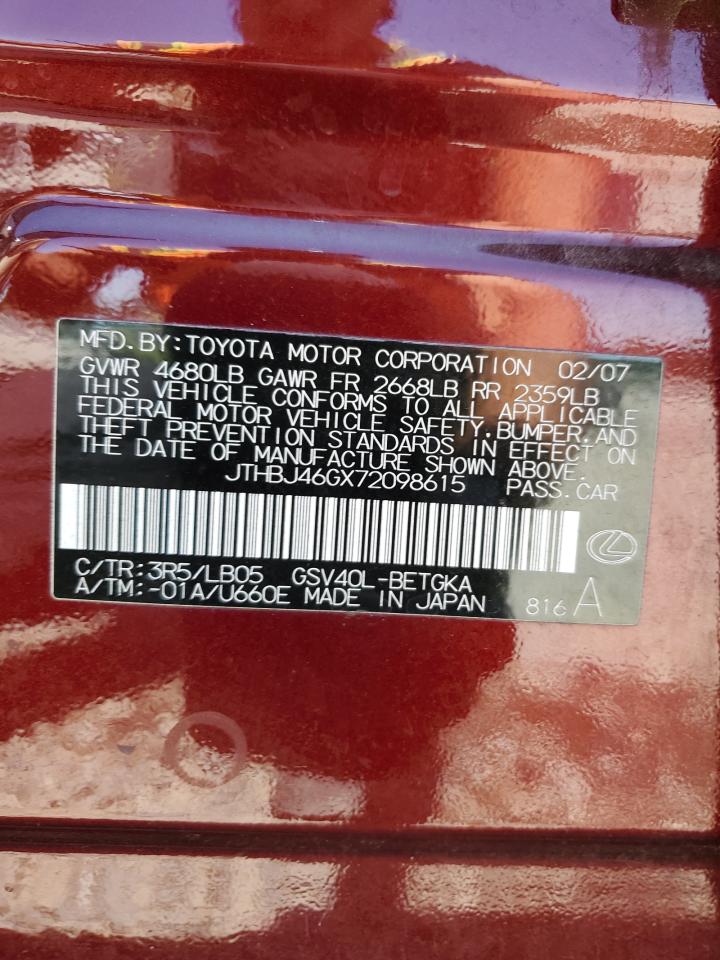 MFD.BY:TOYOTA MOTOR CORPORATION 02/07
GVWR 4680LB GAWR FR 2668LB RR 2359LB
THIS VEHICLE CONFORMS TO ALL APPLICABLE
FEDERAL MOTOR VEHICLE SAFETY,BUMPER,AND
THEFT PREVENTION STANDARDS IN EFFECT ON
THE DATE OF MANUFACTURE SHOWN ABOVE.
JTHBJ46GX72098615 PASS.CAR
C/TR:3R5/LB05 GSV40L-BETGKA
A/TM:-01A/U660E MADE IN JAPAN 816 A